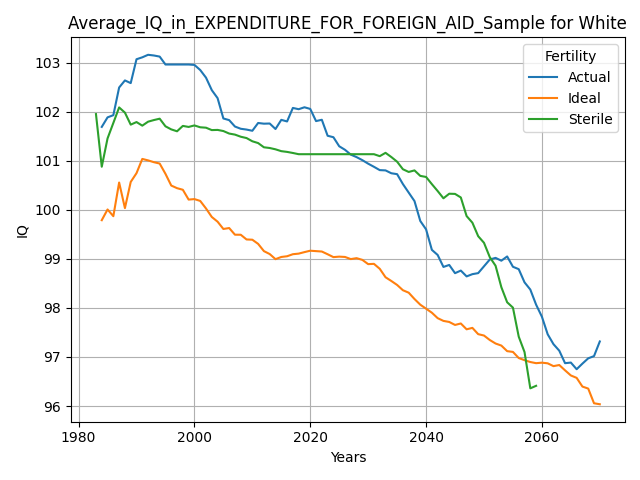 Average_IQ_in_EXPENDITURE_FOR_FOREIGN_AID_Sample for White
Fertility
Actual
Ideal
Sterile
IQ
103
102
101
100
99
98
97
96
1980
2000
2020
2040
2060
Years